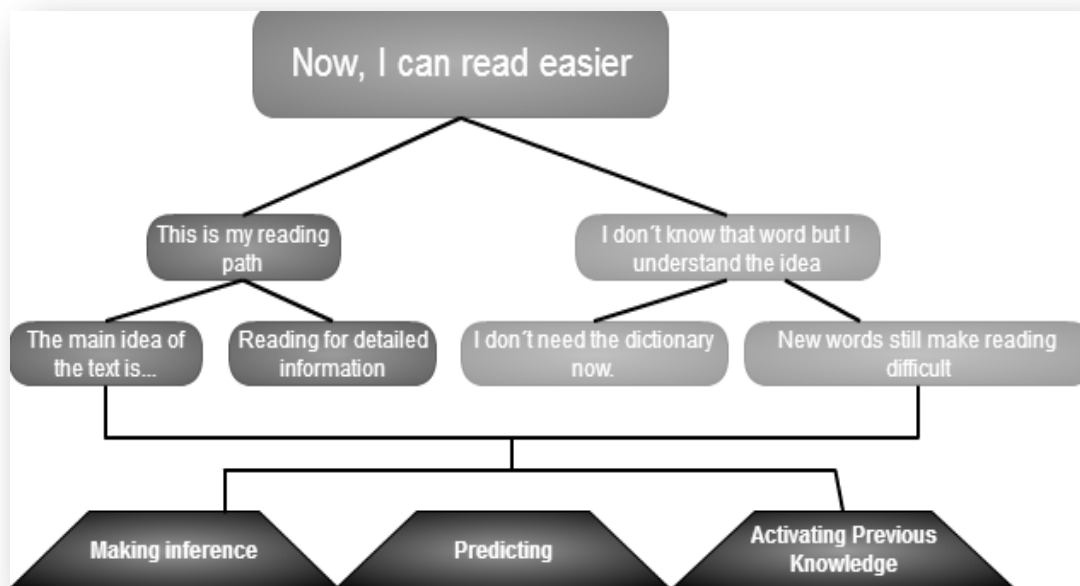 Now, I can read easier
This is my reading
path
I don´t know that word but I
understand the idea
The main idea of
the text is...
Reading for detailed
information
I don´t need the dictionary
now.
New words still make reading
difficult
Making inference
Predicting
Activating Previous
Knowledge